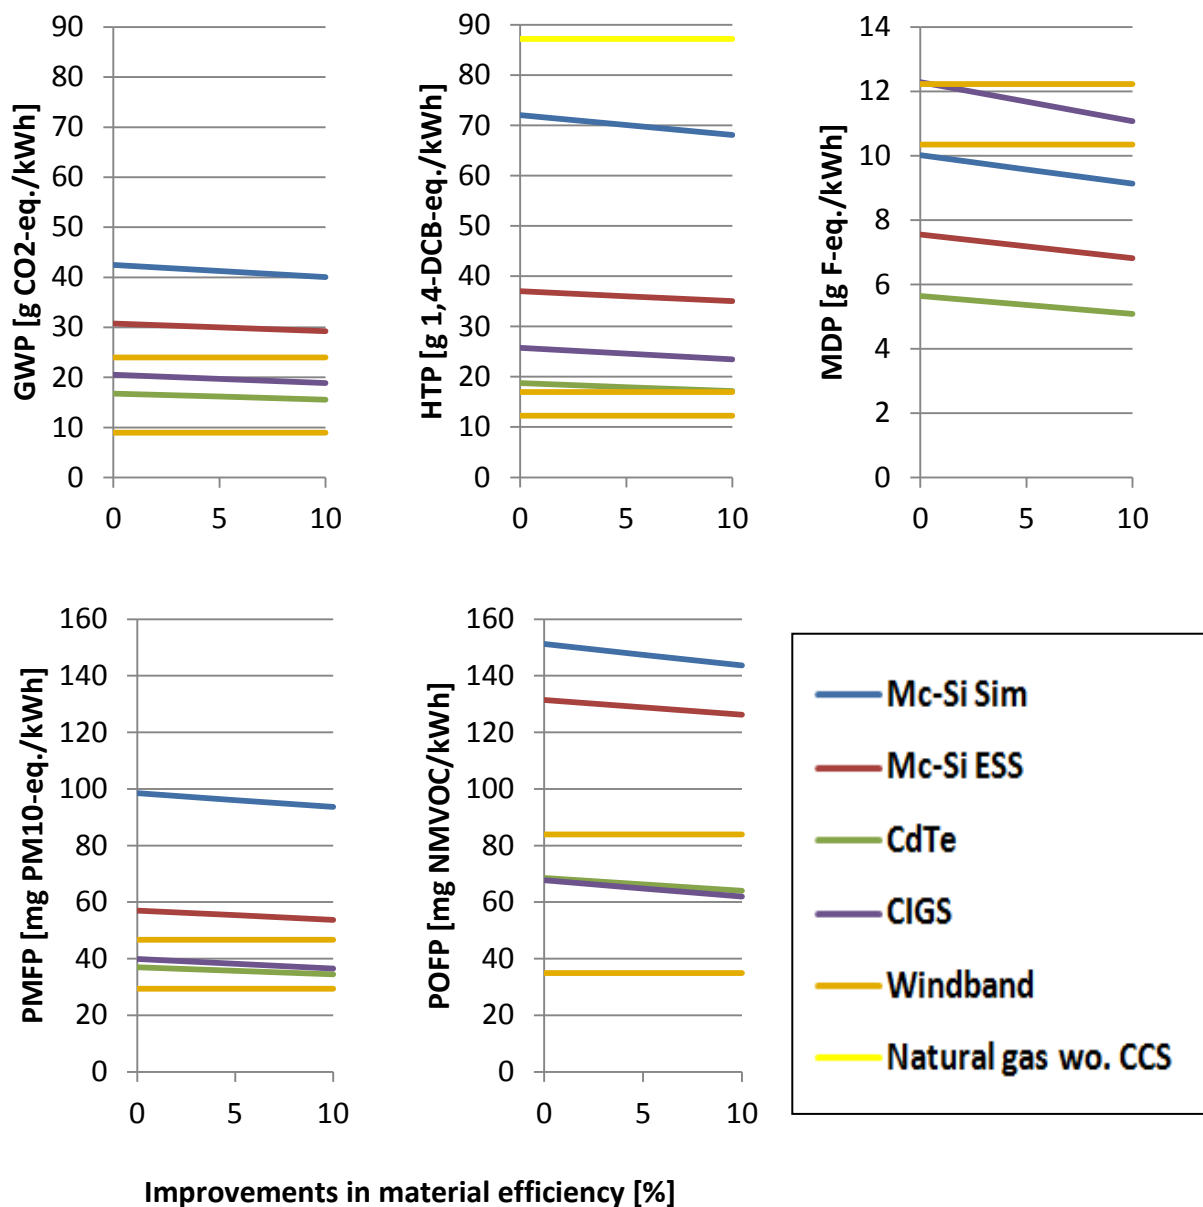 GWP [g CO2-eq./kWh]
90
80
70
60
50
40
30
20
10
0
0 5 10
HTP [g 1,4-DCB-eq./kWh]
90
80
70
60
50
40
30
20
10
0
0 5 10
MDP [g F-eq./kWh]
14
12
10
8
6
4
2
0
0 5 10
PMFP [mg PM10-eq./kWh]
160
140
120
100
80
60
40
20
0
0 5 10
POFP [mg NMVOC/kWh]
160
140
120
100
80
60
40
20
0
0 5 10
Mc-Si Sim
Mc-Si ESS
CdTe
CIGS
Windband
Natural gas wo. CCS
Improvements in material efficiency [%]